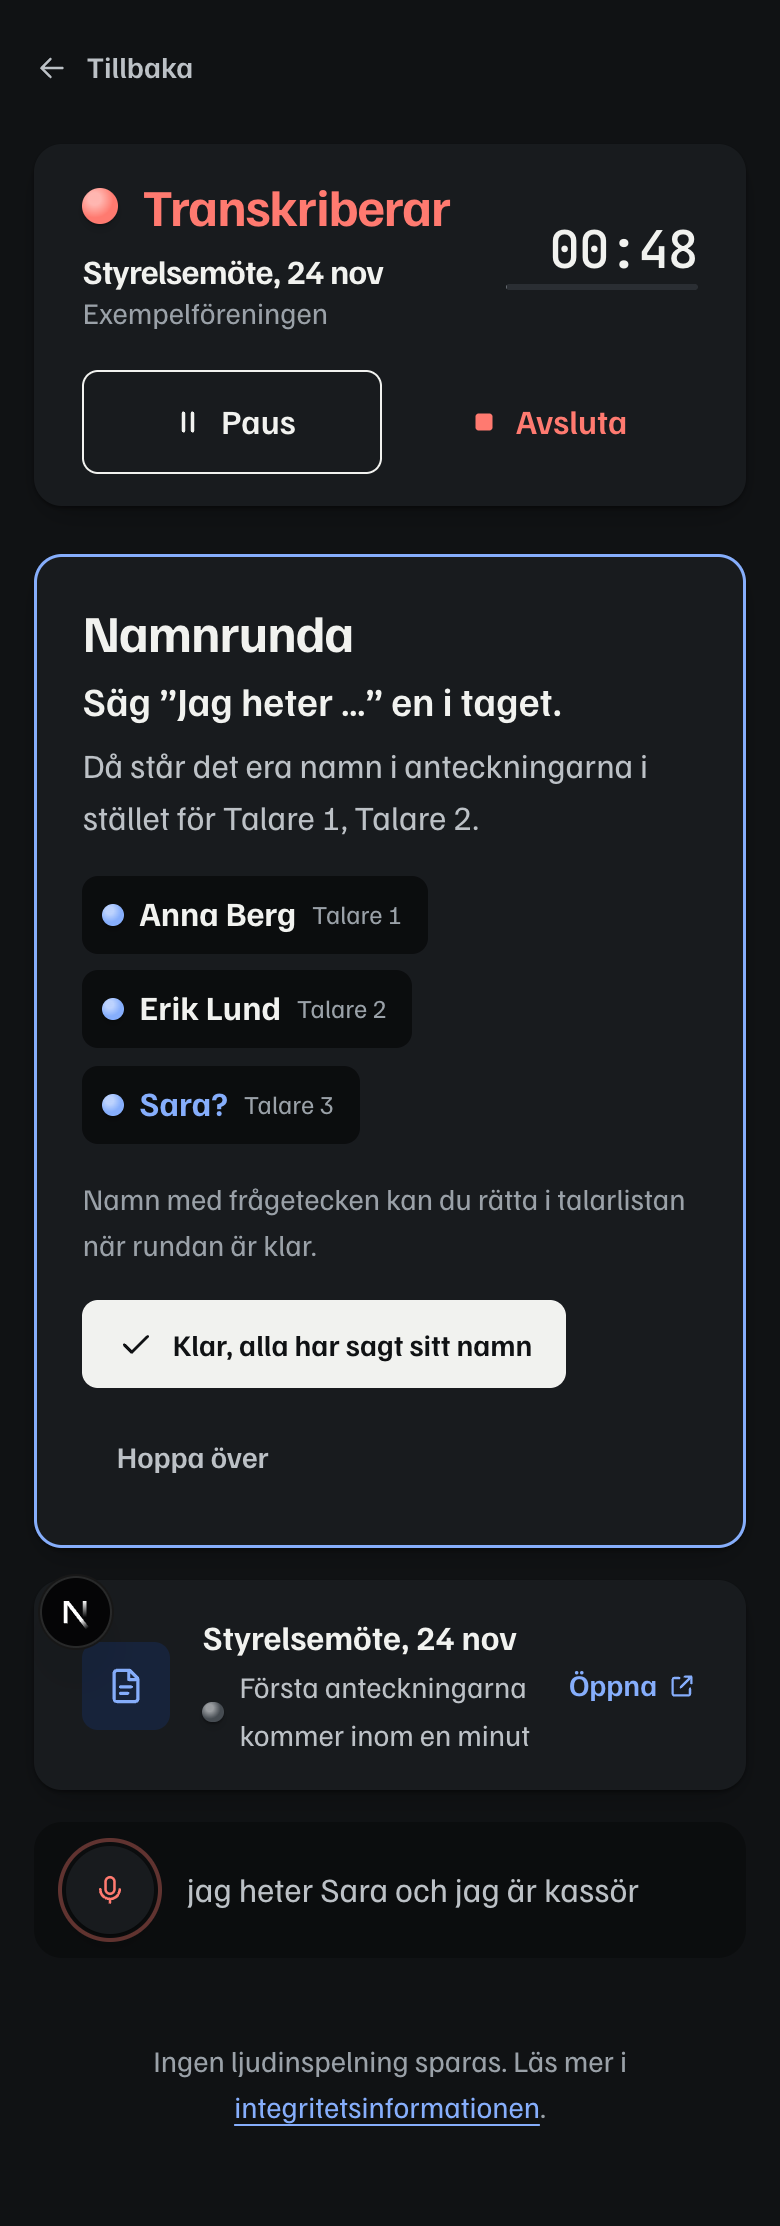 Tillbaka
Transkriberar
00:48
Styrelsemöte, 24 nov
Exempelföreningen
Paus
Avsluta
Namnrunda
Säg ”Jag heter …” en i taget.
Då står det era namn i anteckningarna i
stället för Talare 1, Talare 2.
Anna Berg Talare 1
Erik Lund Talare 2
Sara? Talare 3
Namn med frågetecken kan du rätta i talarlistan
när rundan är klar.
Klar, alla har sagt sitt namn
Hoppa över
N
Styrelsemöte, 24 nov
Första anteckningarna
kommer inom en minut
Öppna
jag heter Sara och jag är kassör
Ingen ljudinspelning sparas. Läs mer i
integritetsinformationen.